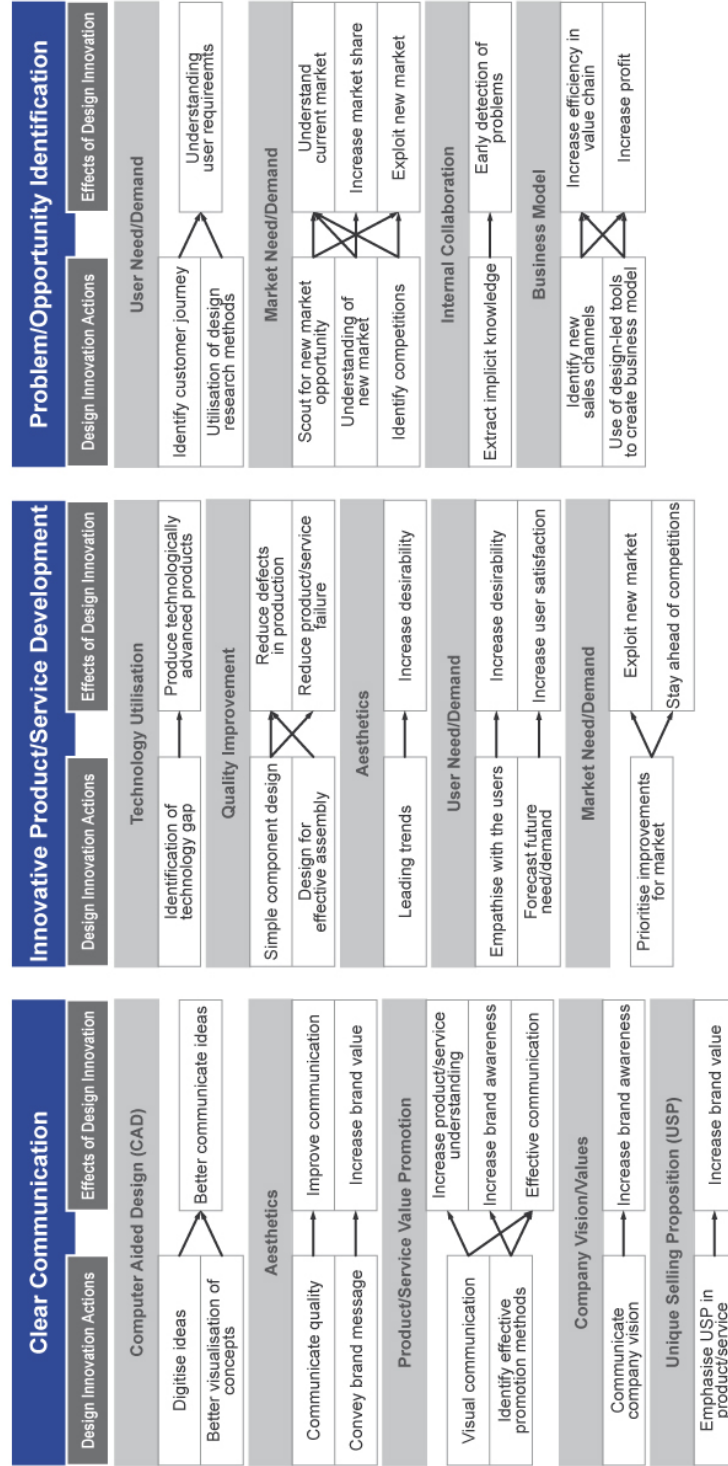 Clear Communication
Design Innovation Actions
Effects of Design Innovation
Computer Aided Design (CAD)
Digitise ideas
Better visualisation of
concepts
Better communicate ideas
Aesthetics
Communicate quality
Convey brand message
Improve communication
Increase brand value
Product/Service Value Promotion
Visual communication
Identify effective
promotion methods
Increase product/service
understanding
Increase brand awareness
Effective communication
Company Vision/Values
Communicate
company vision
Increase brand awareness
Unique Selling Proposition (USP)
Emphasise USP in
product/service
Increase brand value
Innovative Product/Service Development
Design Innovation Actions
Effects of Design Innovation
Technology Utilisation
Identification of
technology gap
Produce technologically
advanced products
Quality Improvement
Simple component design
Design for
effective assembly
Reduce defects
in production
Reduce product/service
failure
Aesthetics
Leading trends
Increase desirability
User Need/Demand
Empathise with the users
Forecast future
need/demand
Increase desirability
Increase user satisfaction
Market Need/Demand
Prioritise improvements
for market
Exploit new market
Stay ahead of competitions
Problem/Opportunity Identification
Design Innovation Actions
Effects of Design Innovation
User Need/Demand
Identify customer journey
Utilisation of design
research methods
Understanding
user requireemts
Market Need/Demand
Scout for new market
opportunity
Understanding of
new market
Identify competitions
Understand
current market
Increase market share
Exploit new market
Internal Collaboration
Extract implicit knowledge
Early detection of
problems
Business Model
Identify new
sales channels
Use of design-led tools
to create business model
Increase efficiency in
value chain
Increase profit